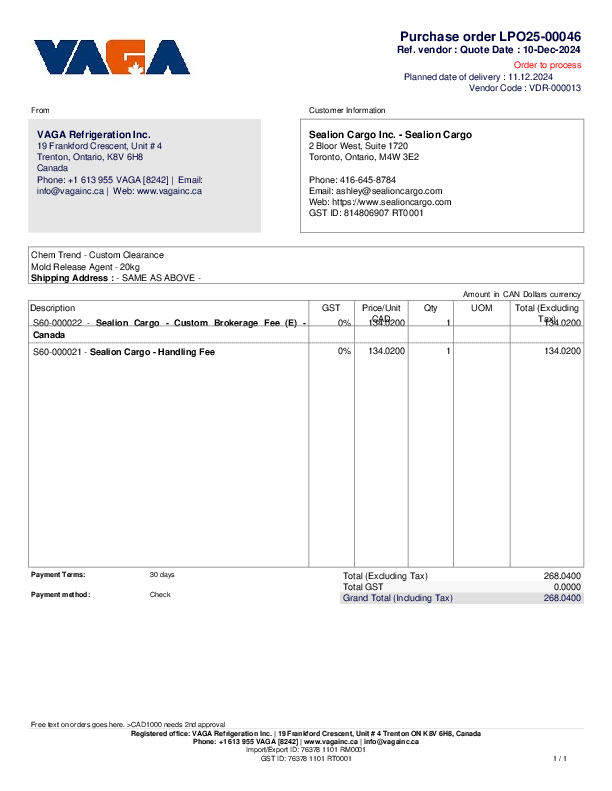 VAGA
Purchase order LPO25-00046
Ref. vendor : Quote Date : 10-Dec-2024
Order to process
Planned date of delivery : 11.12.2024
Vendor Code : VDR-000013
From
Customer Information
VAGA Refrigeration Inc.
19 Frankford Crescent, Unit # 4
Trenton, Ontario, K8V 6H8
Canada
Phone: +1 613 955 VAGA [8242] | Email:
info@vagainc.ca | Web: www.vagainc.ca
Sealion Cargo Inc. - Sealion Cargo
2 Bloor West, Suite 1720
Toronto, Ontario, M4W 3E2
Phone: 416-645-8784
Email: ashley@sealioncargo.com
Web: https://www.sealioncargo.com
GST ID: 814806907 RT0001
Chem Trend - Custom Clearance
Mold Release Agent - 20kg
Shipping Address : - SAME AS ABOVE -
Amount in CAN Dollars currency
Description GST Price/Unit CAD Qty UOM Total (Excluding Tax)
S60-000022 - Sealion Cargo - Custom Brokerage Fee (E) - 0% 134.0200 1 134.0200
Canada
S60-000021 - Sealion Cargo - Handling Fee 0% 134.0200 1 134.0200
Payment Terms: 30 days
Payment method: Check
Total (Excluding Tax) 268.0400
Total GST 0.0000
Grand Total (Including Tax) 268.0400
Free text on orders goes here. >CAD1000 needs 2nd approval
Registered office: VAGA Refrigeration Inc. | 19 Frankford Crescent, Unit # 4 Trenton ON K8V 6H8, Canada
Phone: +1 613 955 VAGA [8242] | www.vagainc.ca | info@vagainc.ca
Import/Export ID: 76378 1101 RM0001
GST ID: 76378 1101 RT0001
1 / 1